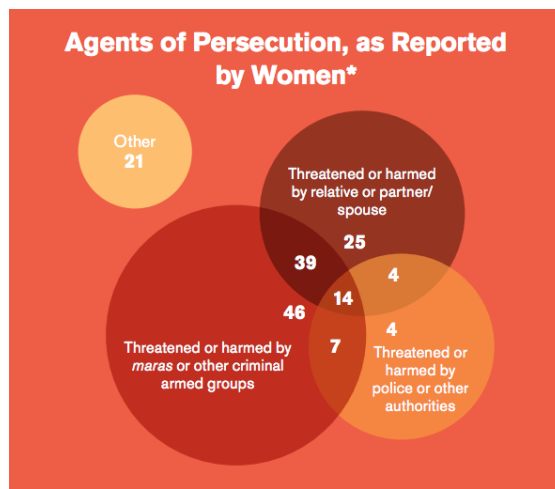 Agents of Persecution, as Reported
by Women*
Other
21
Threatened or harmed
by relative or partner/
spouse
25
39
4
14
46
4
7
Threatened or harmed by
maras or other criminal
armed groups
Threatened or
harmed by
police or other
authorities